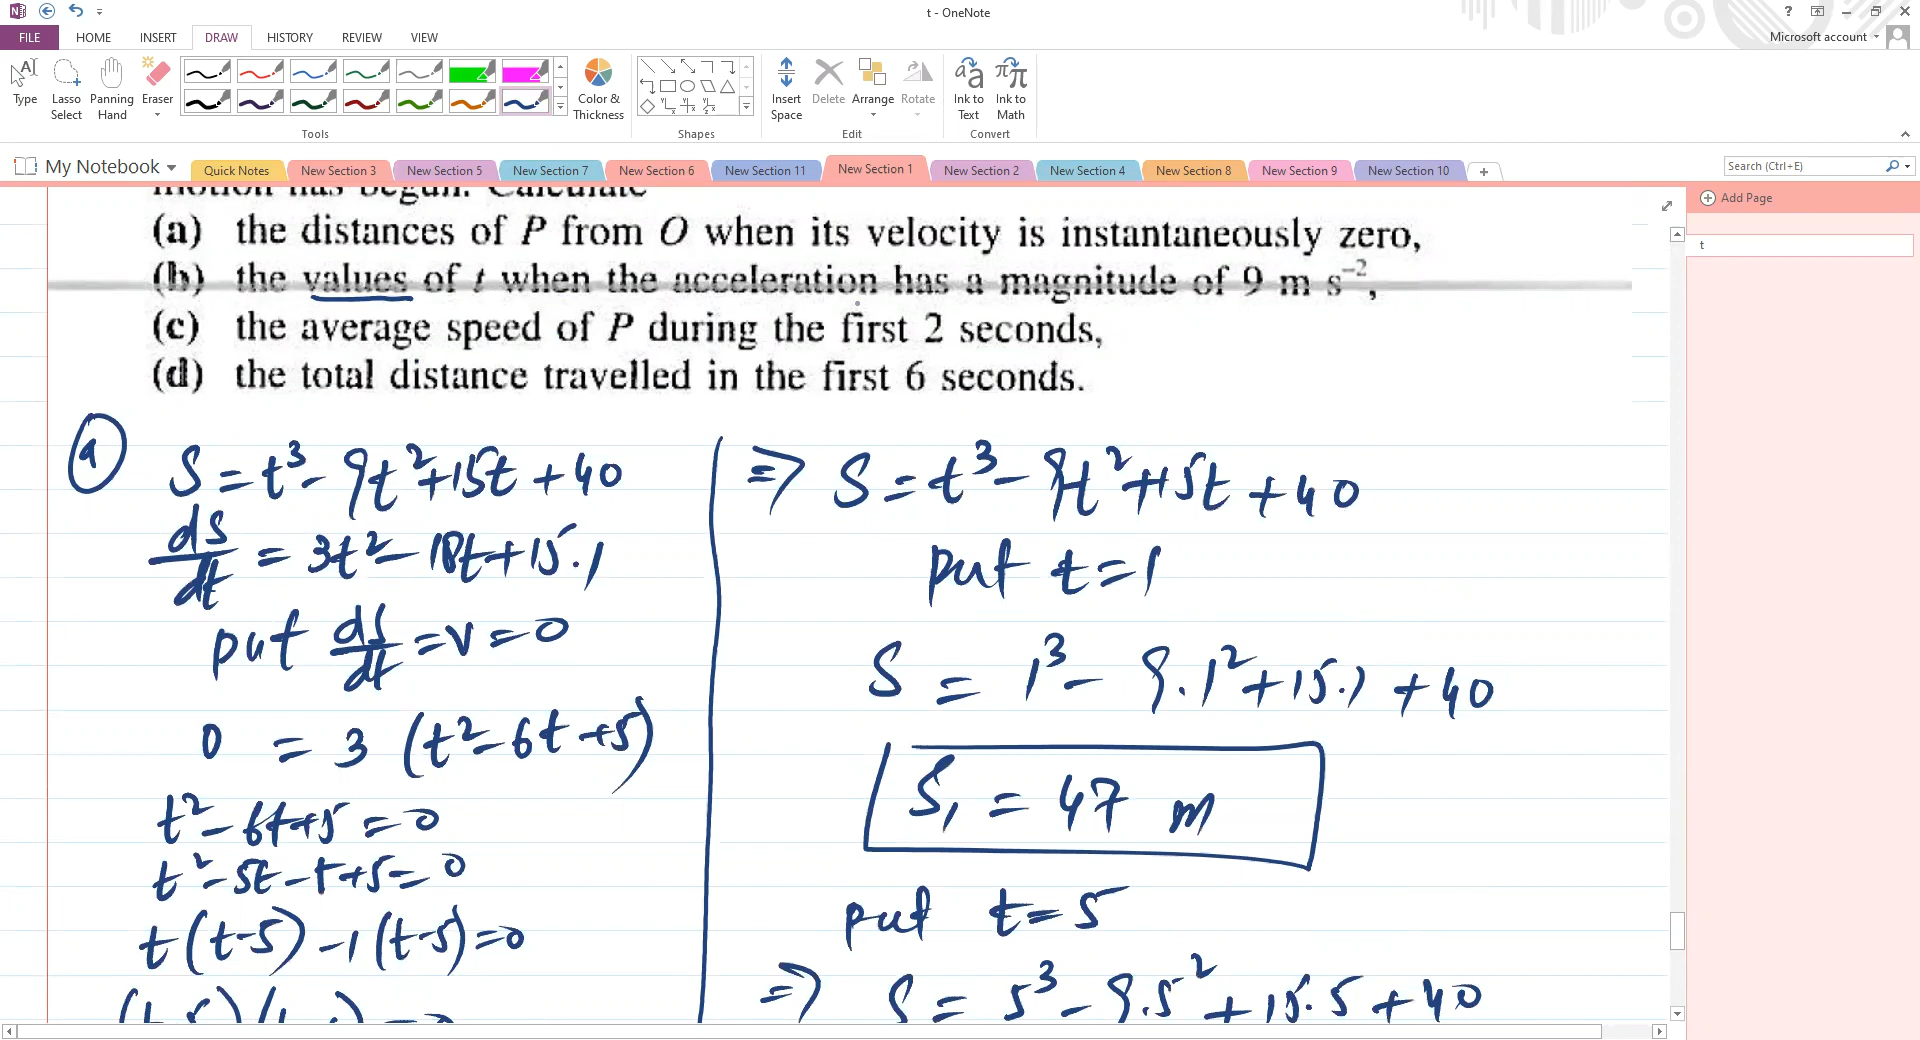 t - OneNote
Microsoft account
FILE HOME INSERT DRAW HISTORY REVIEW VIEW
Type Lasso Select Panning Hand Eraser Color & Thickness Insert Space Delete Arrange Rotate Ink to Text Ink to Math
Tools Shapes Edit Convert
My Notebook Quick Notes New Section 3 New Section 5 New Section 7 New Section 6 New Section 11 New Section 1 New Section 2 New Section 4 New Section 8 New Section 9 New Section 10 Search (Ctrl+E)
Add Page
t
motion has begun. Calculate
(a) the distances of P from O when its velocity is instantaneously zero,
(b) the values of t when the acceleration has a magnitude of 9 m s⁻²,
(c) the average speed of P during the first 2 seconds,
(d) the total distance travelled in the first 6 seconds.
(a) S = t³ - 9t² + 15t + 40
dS/dt = 3t² - 18t + 15.1
put dS/dt = v = 0
0 = 3 (t² - 6t + 5)
t² - 6t + 5 = 0
t² - 5t - t + 5 = 0
t(t-5) - 1(t-5) = 0
⇒ S = t³ - 9t² + 15t + 40
put t = 1
S = 1³ - 9.1² + 15.1 + 40
S₁ = 47 m
put t = 5
⇒ S = 5³ - 9.5² + 15.5 + 40